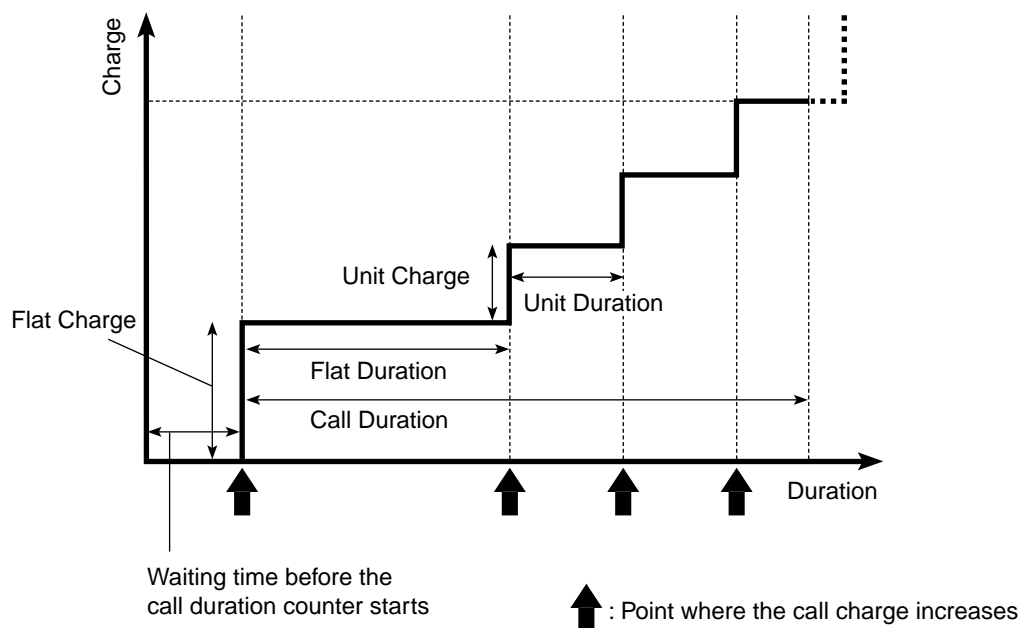 Charge
Unit Charge
Unit Duration
Flat Charge
Flat Duration
Call Duration
Duration
Waiting time before the
call duration counter starts
: Point where the call charge increases